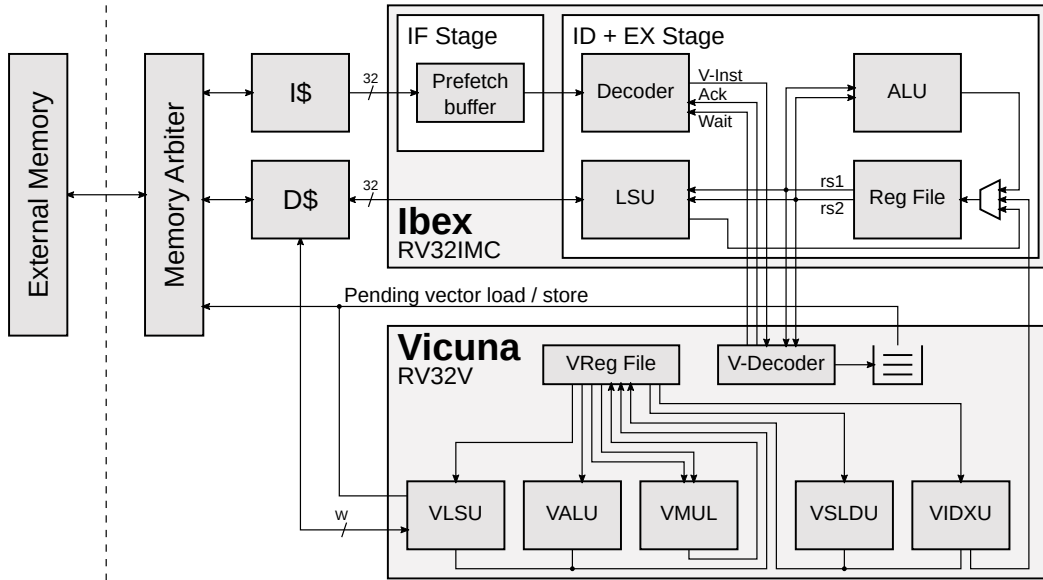 External Memory
Memory Arbiter
I$
D$
32
32
IF Stage
Prefetch
buffer
ID + EX Stage
Decoder
V-Inst
Ack
Wait
ALU
LSU
rs1
rs2
Reg File
Ibex
RV32IMC
Pending vector load / store
Vicuna
RV32V
VReg File
V-Decoder
W
VLSU
VALU
VMUL
VSLDU
VIDXU